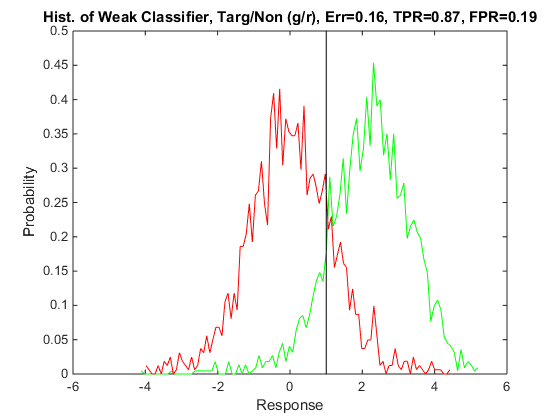 Hist. of Weak Classifier, Targ/Non (g/r), Err=0.16, TPR=0.87, FPR=0.19
0.5
0.45
0.4
0.35
0.3
0.25
0.2
0.15
0.1
0.05
0
Probability
-6 -4 -2 0 2 4 6
Response